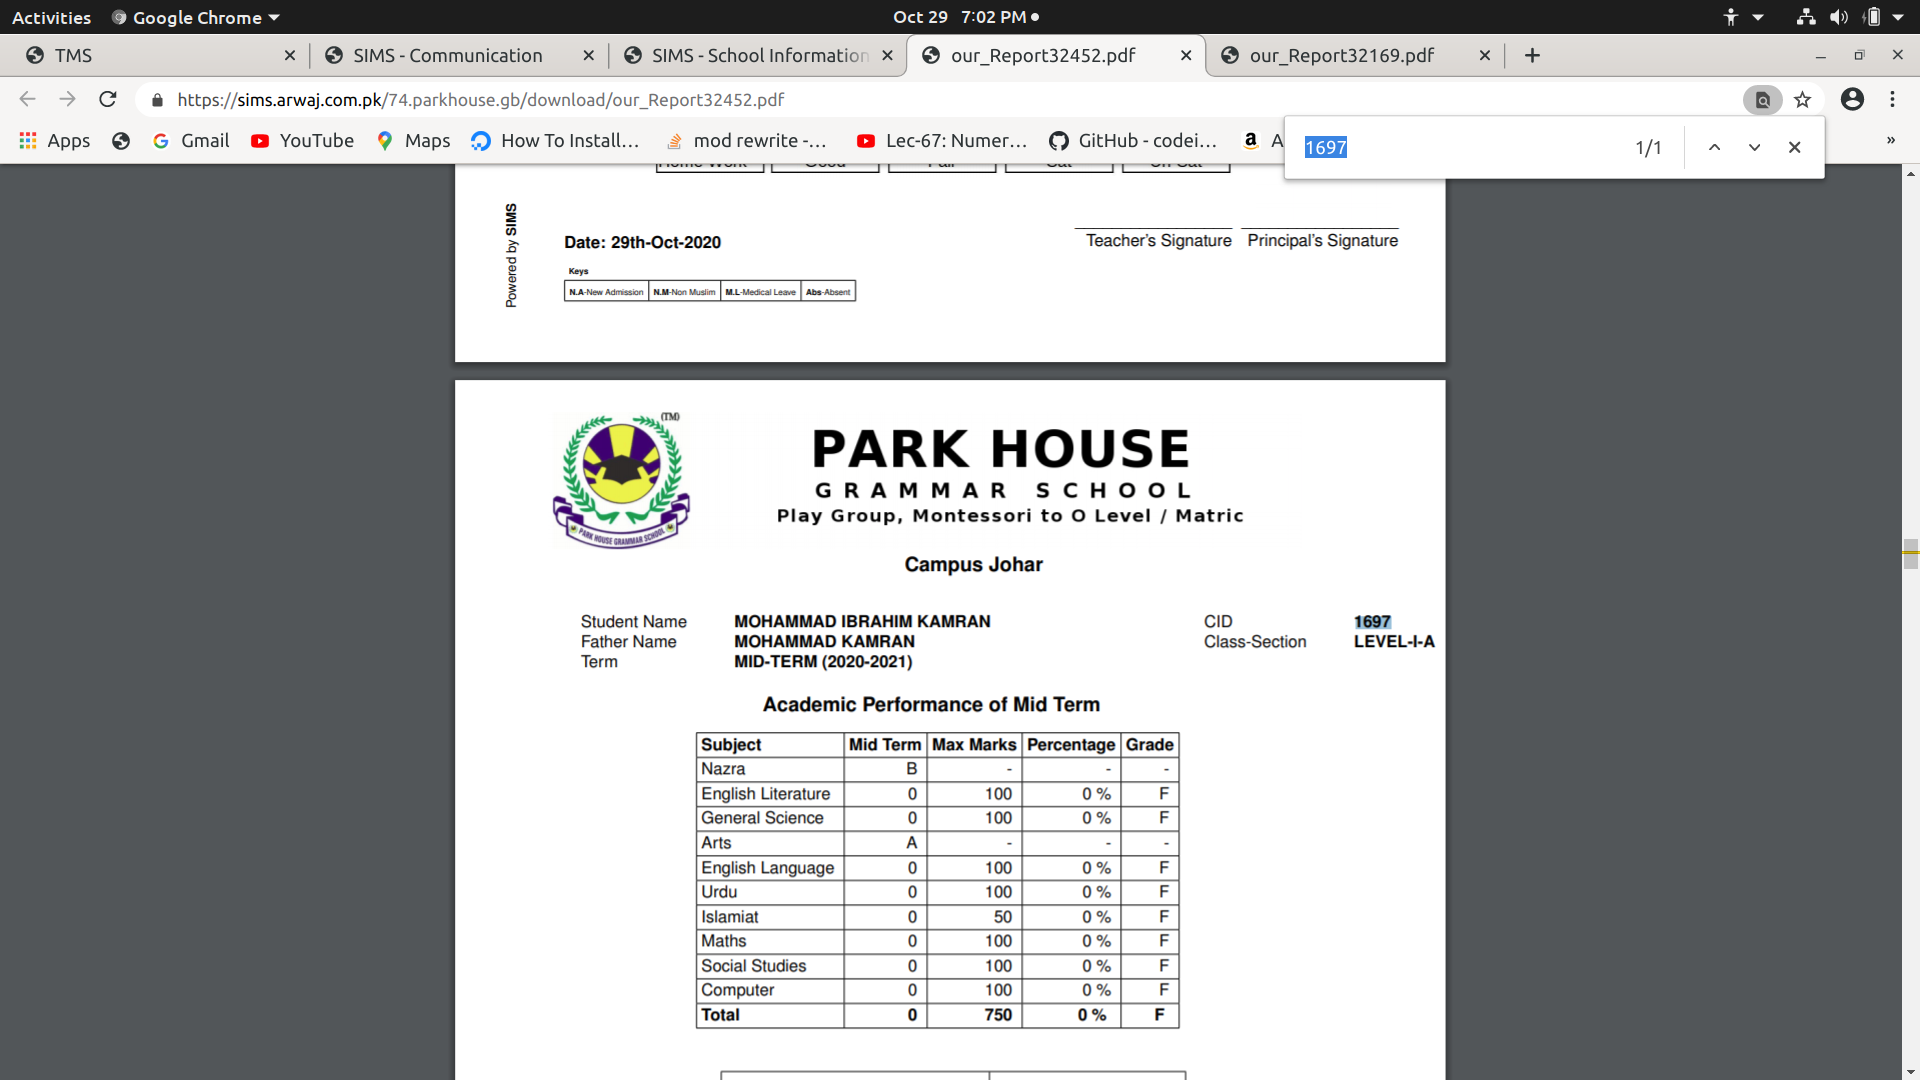 Activities Google Chrome Oct 29 7:02 PM
TMS SIMS - Communication SIMS - School Information our_Report32452.pdf our_Report32169.pdf
https://sims.arwaj.com.pk/74.parkhouse.gb/download/our_Report32452.pdf
Apps Gmail YouTube Maps How To Install... mod rewrite -... Lec-67: Numer... GitHub - codei... A »
1697 1/1
Home Work Good Fair Sat Un-Sat
Powered by SIMS
Date: 29th-Oct-2020 Teacher's Signature Principal's Signature
Keys
N.A-New Admission N.M-Non Muslim M.L-Medical Leave Abs-Absent
(TM)
PARK HOUSE GRAMMAR SCHOOL
PARK HOUSE
GRAMMAR SCHOOL
Play Group, Montessori to O Level / Matric
Campus Johar
Student Name MOHAMMAD IBRAHIM KAMRAN CID 1697
Father Name MOHAMMAD KAMRAN Class-Section LEVEL-I-A
Term MID-TERM (2020-2021)
Academic Performance of Mid Term
Subject Mid Term Max Marks Percentage Grade
Nazra B - - -
English Literature 0 100 0 % F
General Science 0 100 0 % F
Arts A - - -
English Language 0 100 0 % F
Urdu 0 100 0 % F
Islamiat 0 50 0 % F
Maths 0 100 0 % F
Social Studies 0 100 0 % F
Computer 0 100 0 % F
Total 0 750 0 % F